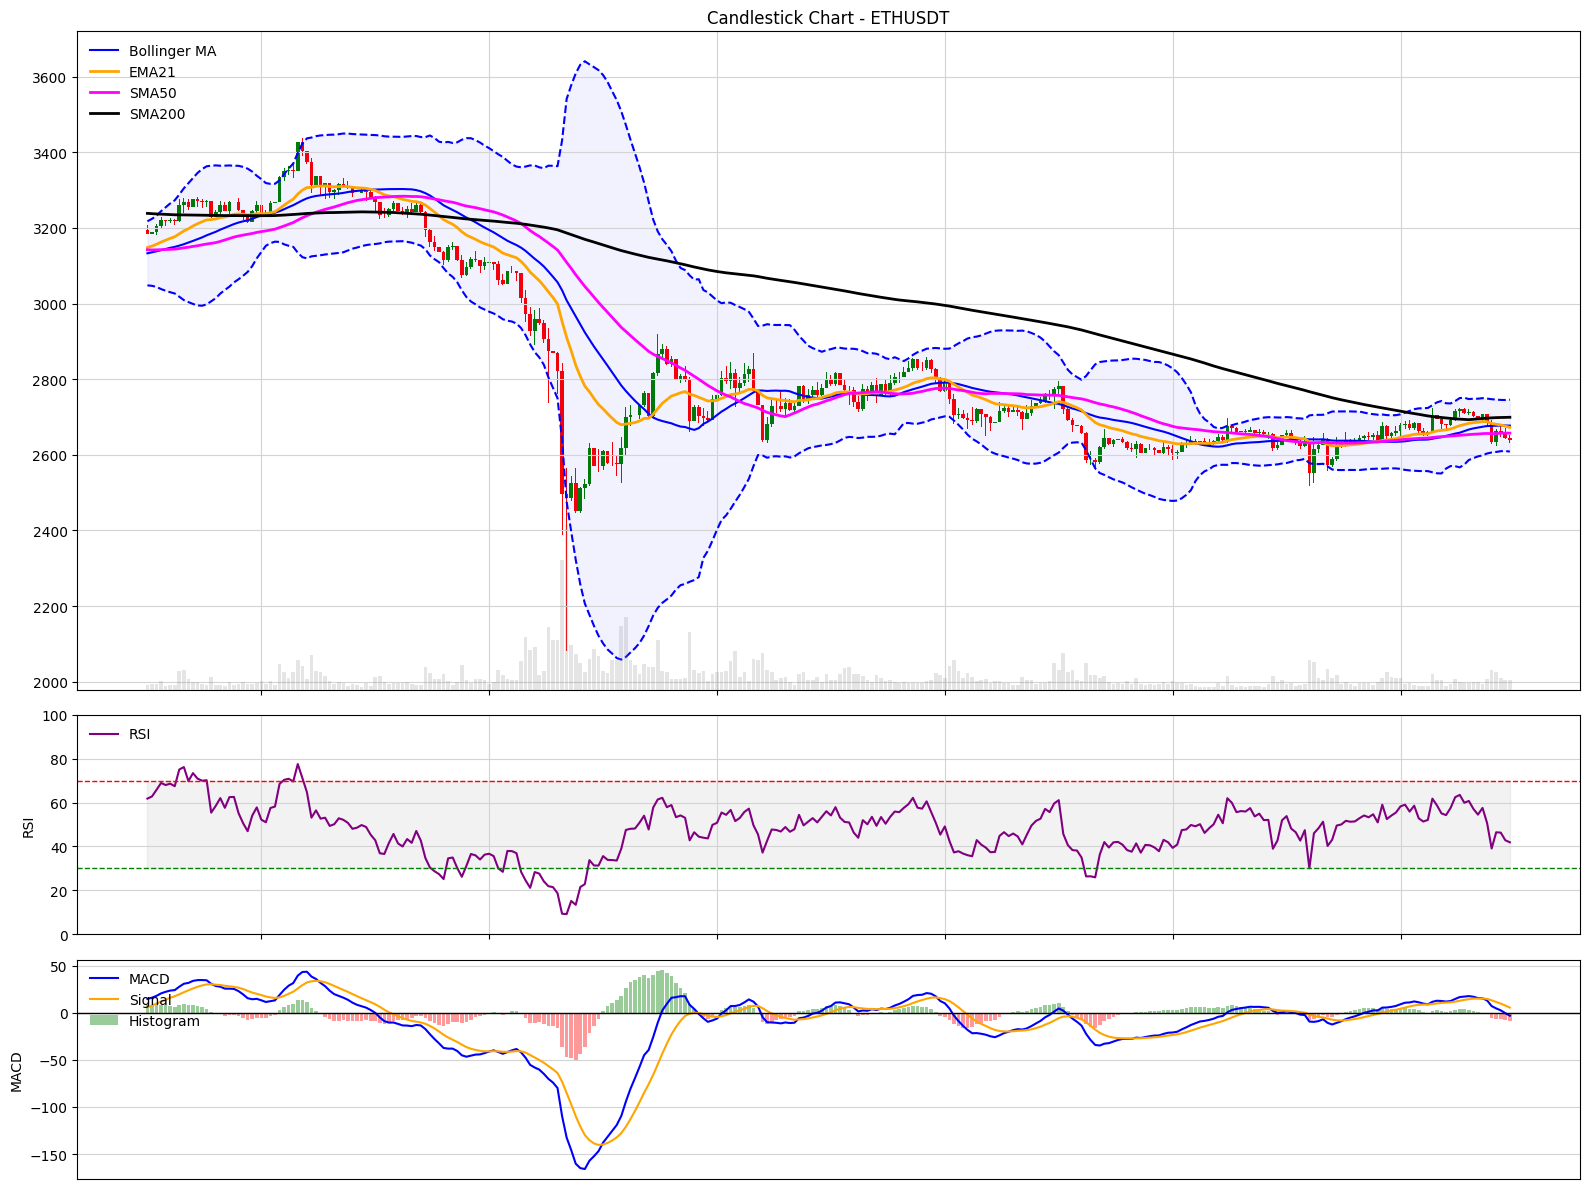 Candlestick Chart - ETHUSDT
Bollinger MA
EMA21
SMA50
SMA200
3600
3400
3200
3000
2800
2600
2400
2200
2000
RSI
100
80
60
40
20
0
RSI
MACD
Signal
Histogram
50
0
−50
−100
−150
MACD